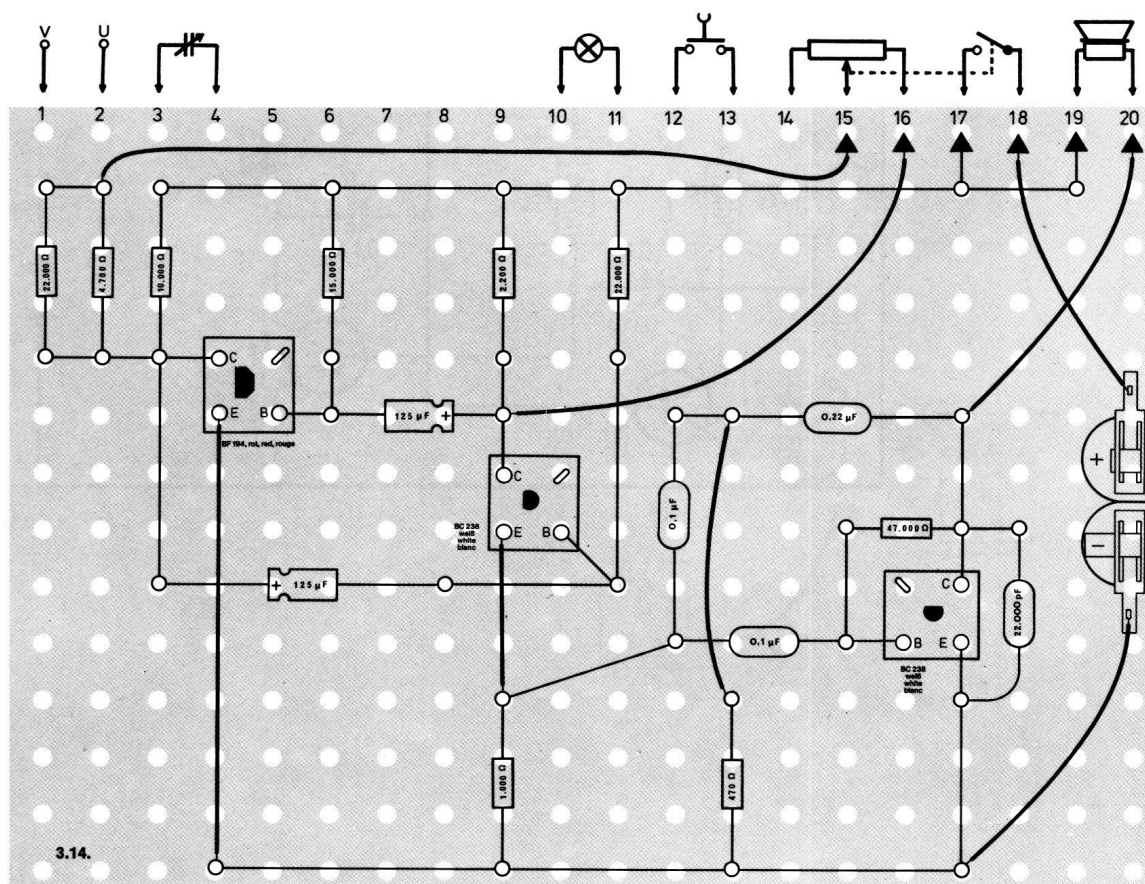 V U
1 2 3 4 5 6 7 8 9 10 11 12 13 14 15 16 17 18 19 20
22.000 Ω 4.700 Ω 10.000 Ω 15.000 Ω 2.200 Ω 22.000 Ω
C
E B
BF 194, rot, red, rouge
125 µF +
0,22 µF
+
C
E B
BC 238
weiß
white
blanc
0,1 µF
47.000 Ω
−
+ 125 µF
C
B E
22.000 pF
0,1 µF
BC 238
weiß
white
blanc
1.000 Ω
470 Ω
3.14.